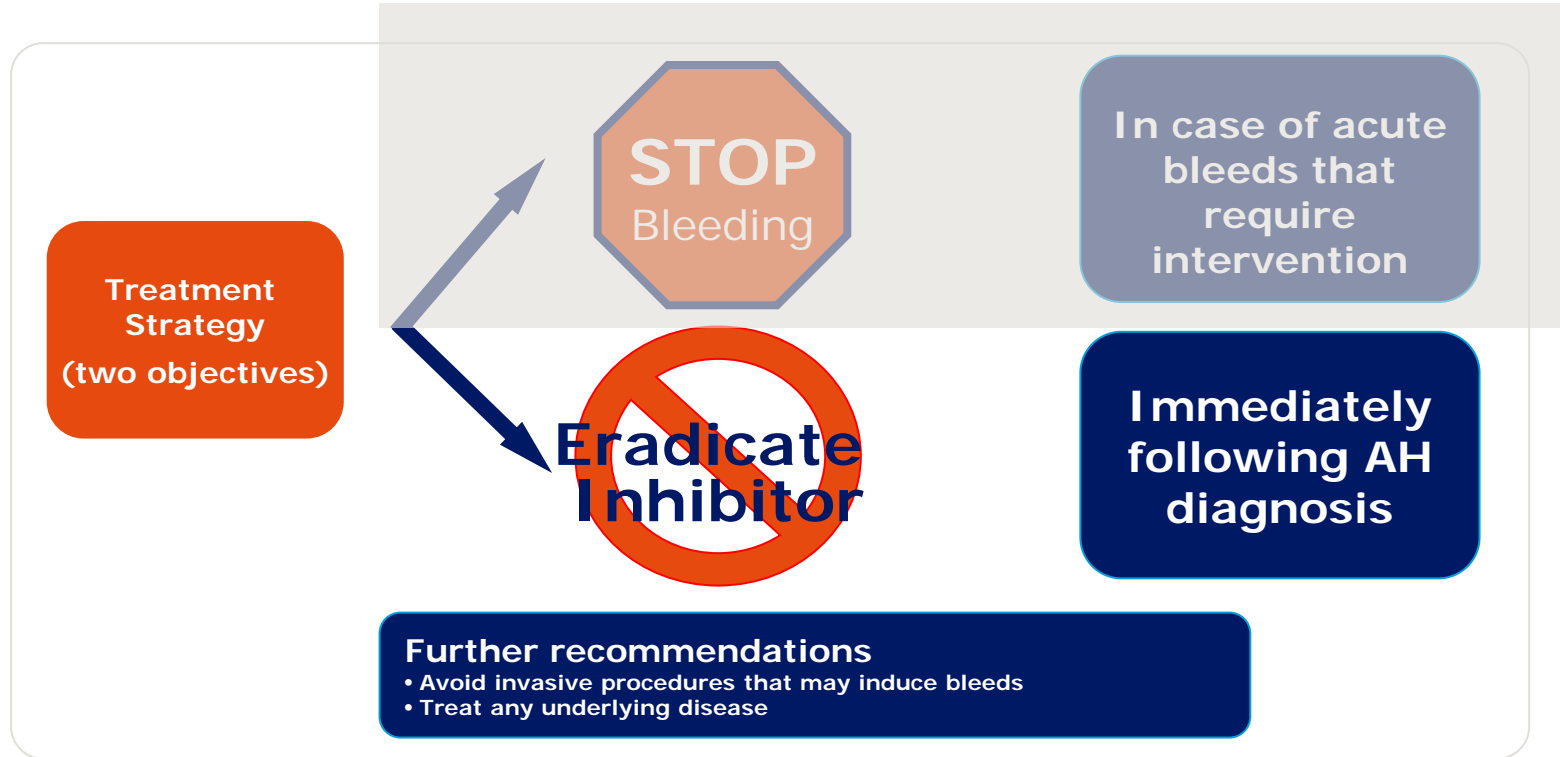 Treatment
Strategy
(two objectives)
STOP
Bleeding
In case of acute
bleeds that
require
intervention
Eradicate
Inhibitor
Immediately
following AH
diagnosis
Further recommendations
• Avoid invasive procedures that may induce bleeds
• Treat any underlying disease